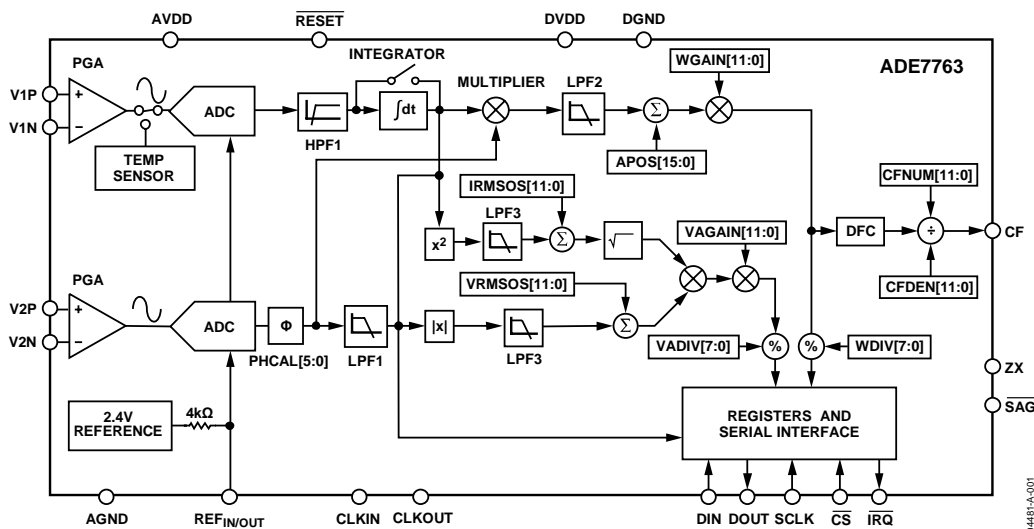 AVDD
RESET
DVDD
DGND
INTEGRATOR
WGAIN[11:0]
ADE7763
PGA
MULTIPLIER
LPF2
V1P
+
ADC
∫dt
Σ
V1N
−
HPF1
TEMP
SENSOR
APOS[15:0]
CFNUM[11:0]
IRMSOS[11:0]
LPF3
VAGAIN[11:0]
x2
Σ
√
DFC
÷
CF
PGA
VRMSOS[11:0]
CFDEN[11:0]
V2P
+
ADC
Φ
|x|
Σ
V2N
−
PHCAL[5:0]
LPF1
LPF3
VADIV[7:0]
%
%
WDIV[7:0]
ZX
2.4V
REFERENCE
4kΩ
REGISTERS AND
SERIAL INTERFACE
SAG
AGND
REFIN/OUT
CLKIN
CLKOUT
DIN
DOUT
SCLK
CS
IRQ
04481-A-001